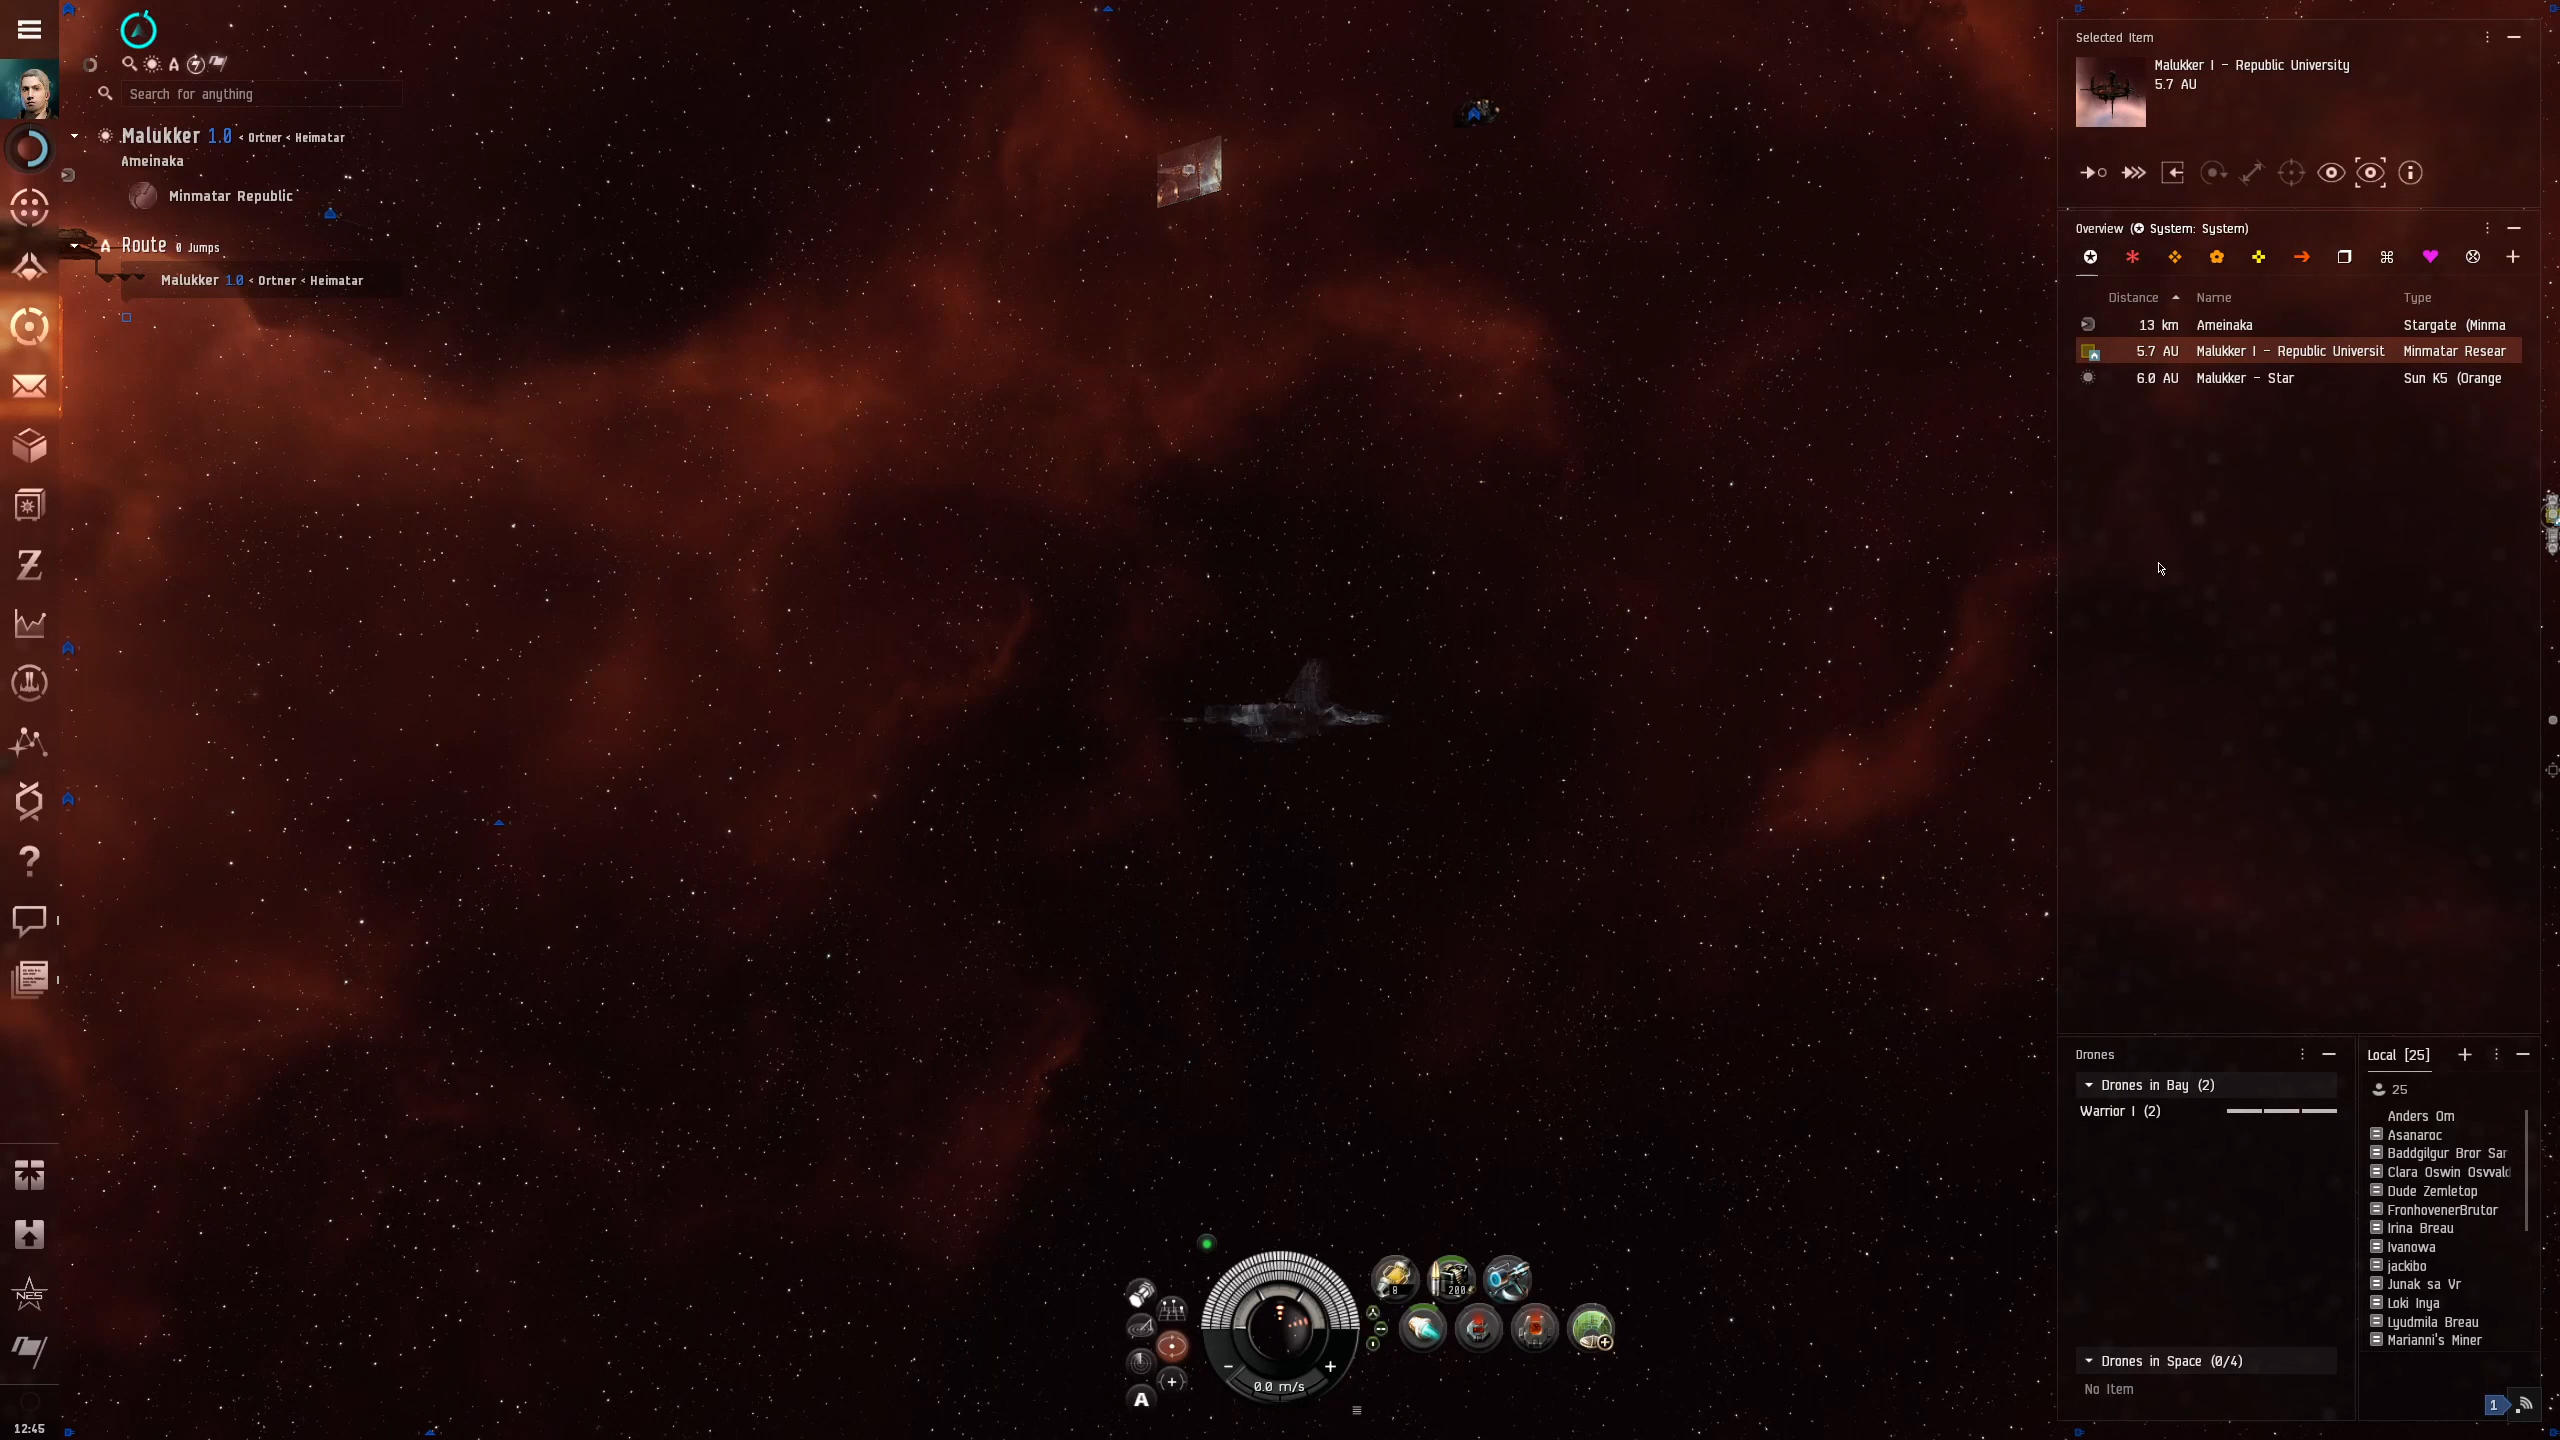 Search for anything
Malukker 1.0 < Ortner < Heimatar
Ameinaka
Minmatar Republic
A Route 0 Jumps
Malukker 1.0 < Ortner < Heimatar
NES
12:45
8
200
0.0 m/s
A
Selected Item
Malukker I - Republic University
5.7 AU
Overview (✪ System: System)
Distance Name Type
13 km Ameinaka Stargate (Minma
5.7 AU Malukker I - Republic Universit Minmatar Resear
6.0 AU Malukker - Star Sun K5 (Orange
Drones
Drones in Bay (2)
Warrior I (2)
Drones in Space (0/4)
No Item
Local [25]
25
Anders Om
Asanaroc
Baddgilgur Bror Sar
Clara Oswin Osvvald
Dude Zemletop
FronhovenerBrutor
Irina Breau
Ivanowa
jackibo
Junak sa Vr
Loki Inya
Lyudmila Breau
Marianni's Miner
1